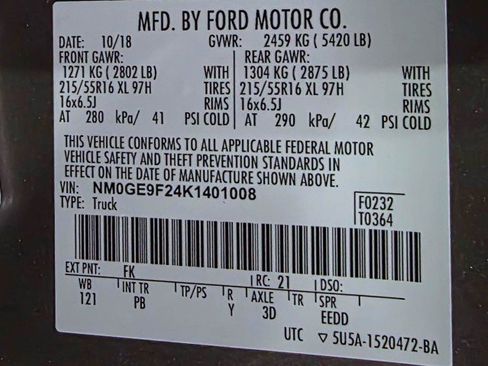 MFD. BY FORD MOTOR CO.
DATE: 10/18 GVWR: 2459 KG ( 5420 LB)
FRONT GAWR: REAR GAWR:
1271 KG ( 2802 LB) WITH 1304 KG ( 2875 LB) WITH
215/55R16 XL 97H TIRES 215/55R16 XL 97H TIRES
16x6.5J RIMS 16x6.5J RIMS
AT 280 kPa/ 41 PSI COLD AT 290 kPa/ 42 PSI COLD
THIS VEHICLE CONFORMS TO ALL APPLICABLE FEDERAL MOTOR
VEHICLE SAFETY AND THEFT PREVENTION STANDARDS IN
EFFECT ON THE DATE OF MANUFACTURE SHOWN ABOVE.
VIN: NM0GE9F24K1401008 F0232
TYPE: Truck T0364
EXT PNT: FK RC: 21 DSO:
WB INT TR TP/PS R AXLE TR SPR
121 PB Y 3D EEDD
UTC ▽ 5U5A-1520472-BA